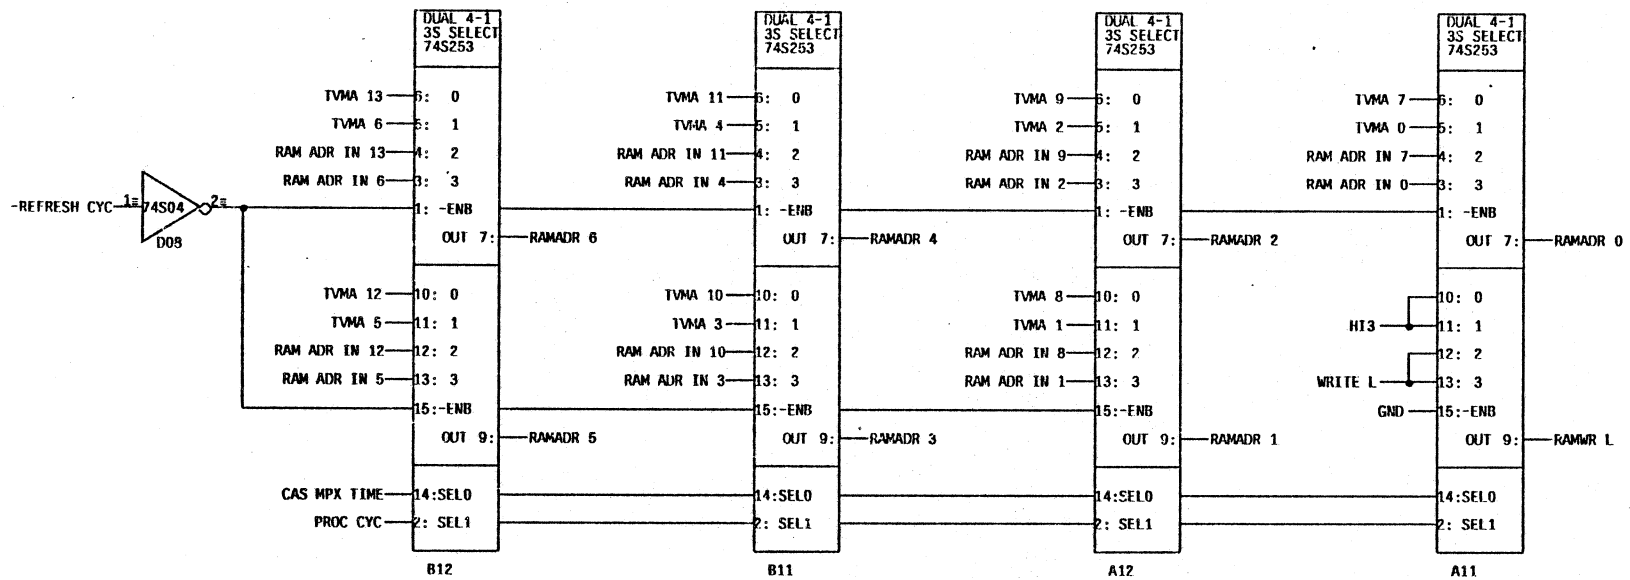 DUAL 4-1
3S SELECT
74S253
TVMA 13 6: 0
TVMA 6 5: 1
RAM ADR IN 13 4: 2
RAM ADR IN 6 3: 3
-REFRESH CYC 1≡ 74S04 2≡
D08
1: -ENB
OUT 7: RAMADR 6
TVMA 12 10: 0
TVMA 5 11: 1
RAM ADR IN 12 12: 2
RAM ADR IN 5 13: 3
15:-ENB
OUT 9: RAMADR 5
CAS MPX TIME 14:SEL0
PROC CYC 2: SEL1
B12
DUAL 4-1
3S SELECT
74S253
TVMA 11 6: 0
TVMA 4 5: 1
RAM ADR IN 11 4: 2
RAM ADR IN 4 3: 3
1: -ENB
OUT 7: RAMADR 4
TVMA 10 10: 0
TVMA 3 11: 1
RAM ADR IN 10 12: 2
RAM ADR IN 3 13: 3
15:-ENB
OUT 9: RAMADR 3
14:SEL0
2: SEL1
B11
DUAL 4-1
3S SELECT
74S253
TVMA 9 6: 0
TVMA 2 5: 1
RAM ADR IN 9 4: 2
RAM ADR IN 2 3: 3
1: -ENB
OUT 7: RAMADR 2
TVMA 8 10: 0
TVMA 1 11: 1
RAM ADR IN 8 12: 2
RAM ADR IN 1 13: 3
15:-ENB
OUT 9: RAMADR 1
14:SEL0
2: SEL1
A12
DUAL 4-1
3S SELECT
74S253
TVMA 7 6: 0
TVMA 0 5: 1
RAM ADR IN 7 4: 2
RAM ADR IN 0 3: 3
1: -ENB
OUT 7: RAMADR 0
10: 0
HI3 11: 1
12: 2
WRITE L 13: 3
GND 15:-ENB
OUT 9: RAMWR L
14:SEL0
2: SEL1
A11